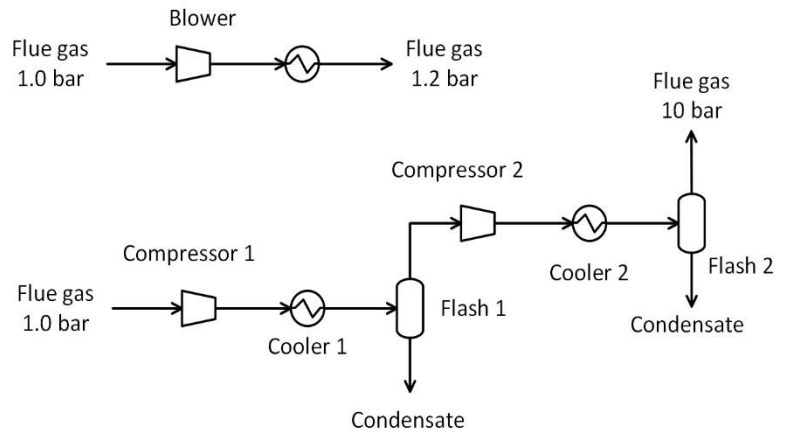 Blower
Flue gas
1.0 bar
Flue gas
1.2 bar
Flue gas
10 bar
Compressor 2
Cooler 2
Flash 2
Condensate
Compressor 1
Flue gas
1.0 bar
Cooler 1
Flash 1
Condensate